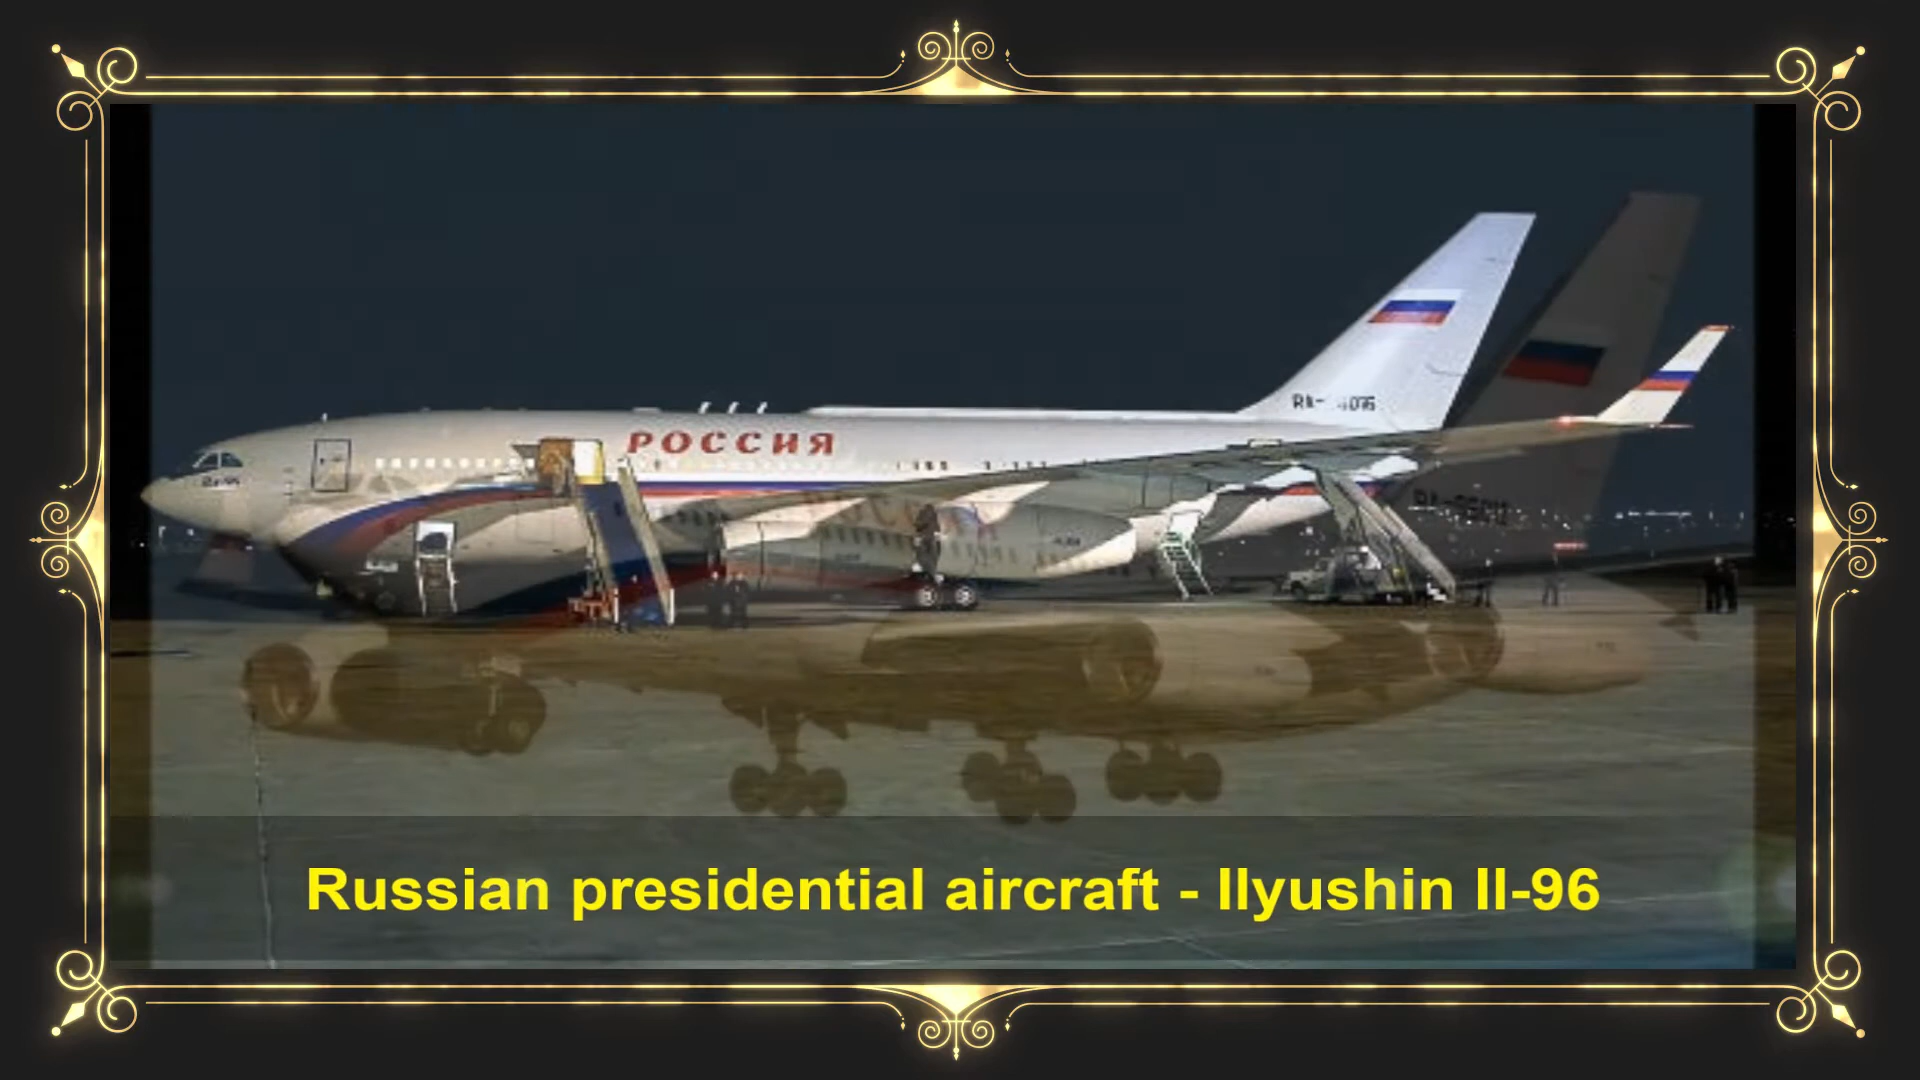 РОССИЯ
Russian presidential aircraft - Ilyushin Il-96